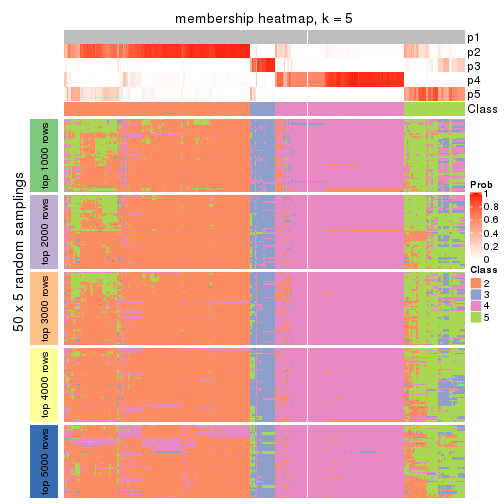 membership heatmap, k = 5
p1
p2
p3
p4
p5
Class
50 x 5 random samplings
top 1000 rows
top 2000 rows
top 3000 rows
top 4000 rows
top 5000 rows
Prob
1
0.8
0.6
0.4
0.2
0
Class
2
3
4
5